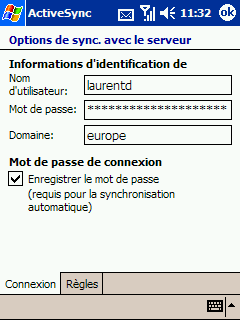 ActiveSync 11:32 ok
Options de sync. avec le serveur
Informations d'identification de
Nom
d'utilisateur: laurentd
Mot de passe: *******************
Domaine: europe
Mot de passe de connexion
Enregistrer le mot de passe
(requis pour la synchronisation
automatique)
Connexion Règles